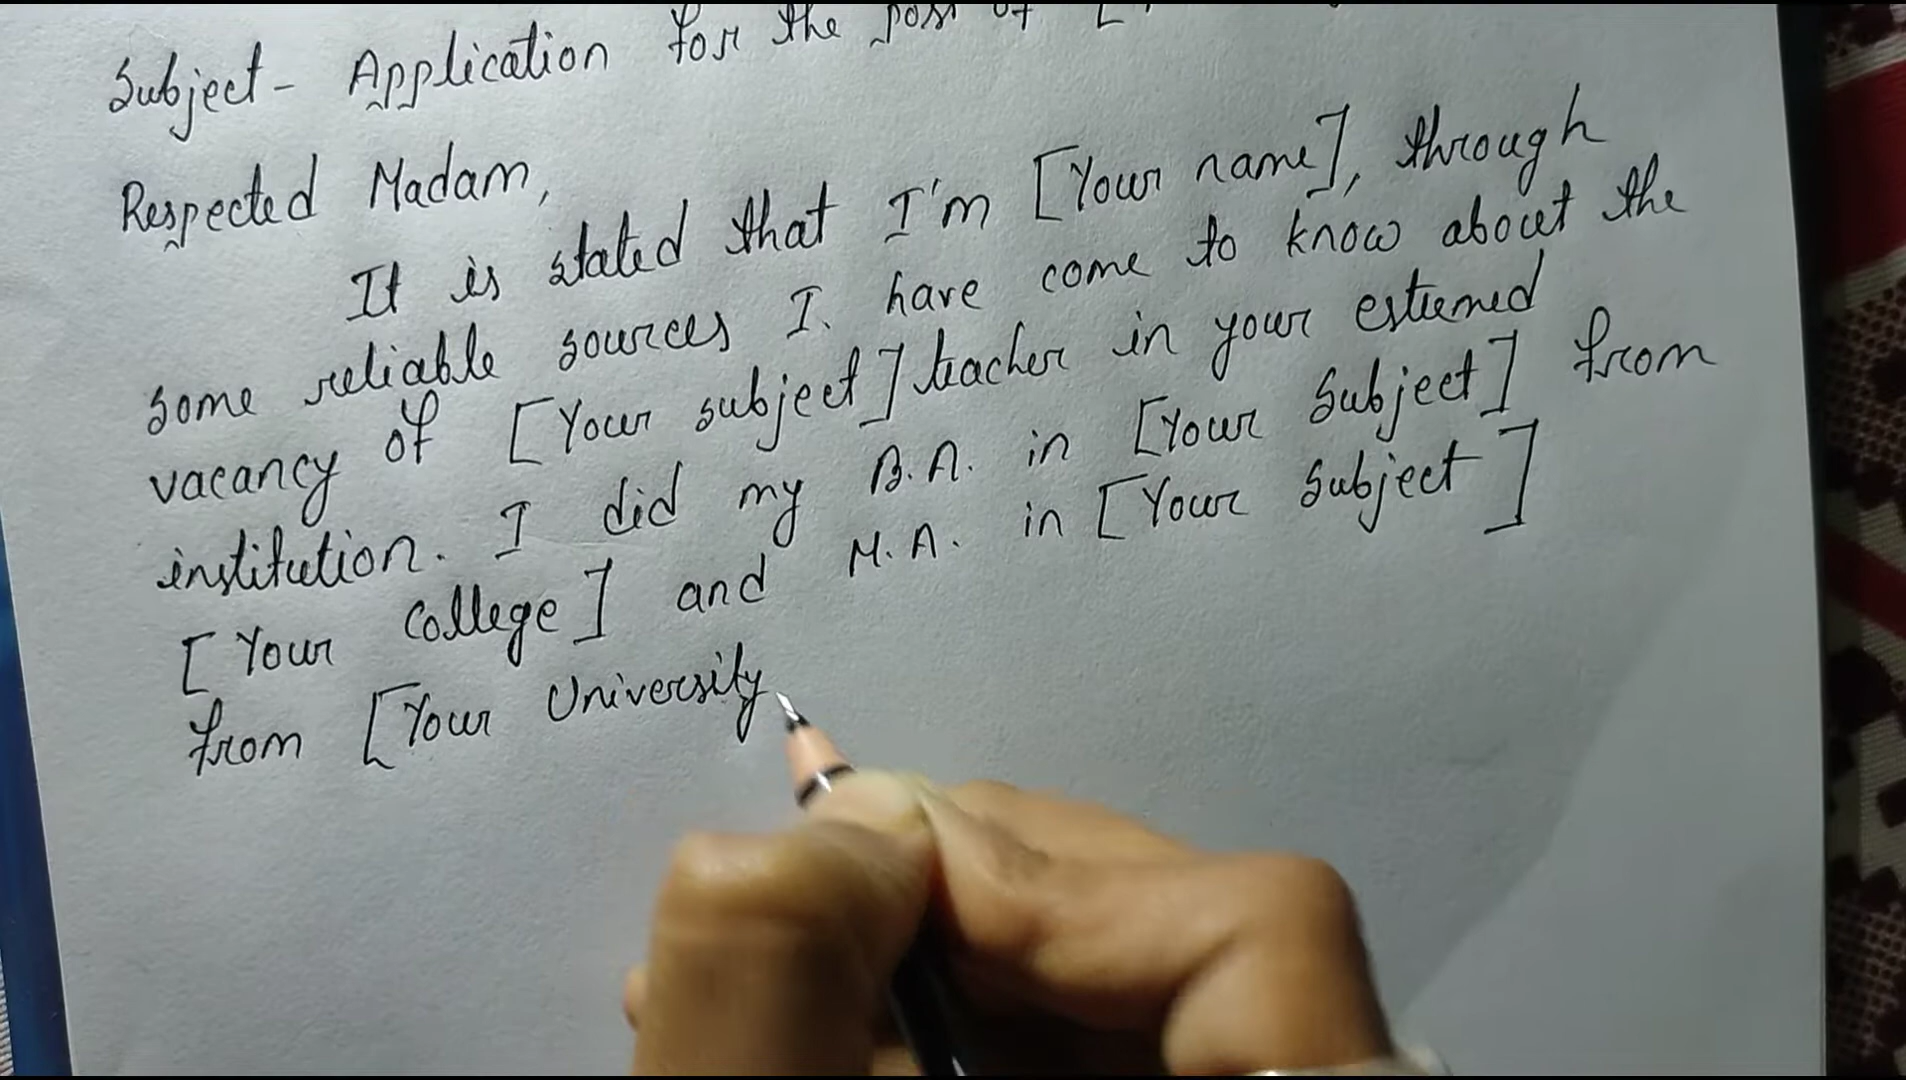 Subject - Application for the post of [
Respected Madam,
It is stated that I'm [Your name], through
some reliable sources I have come to know about the
vacancy of [Your subject] teacher in your esteemed
institution. I did my B.A. in [Your Subject] from
[Your College] and M.A. in [Your Subject]
from [Your University